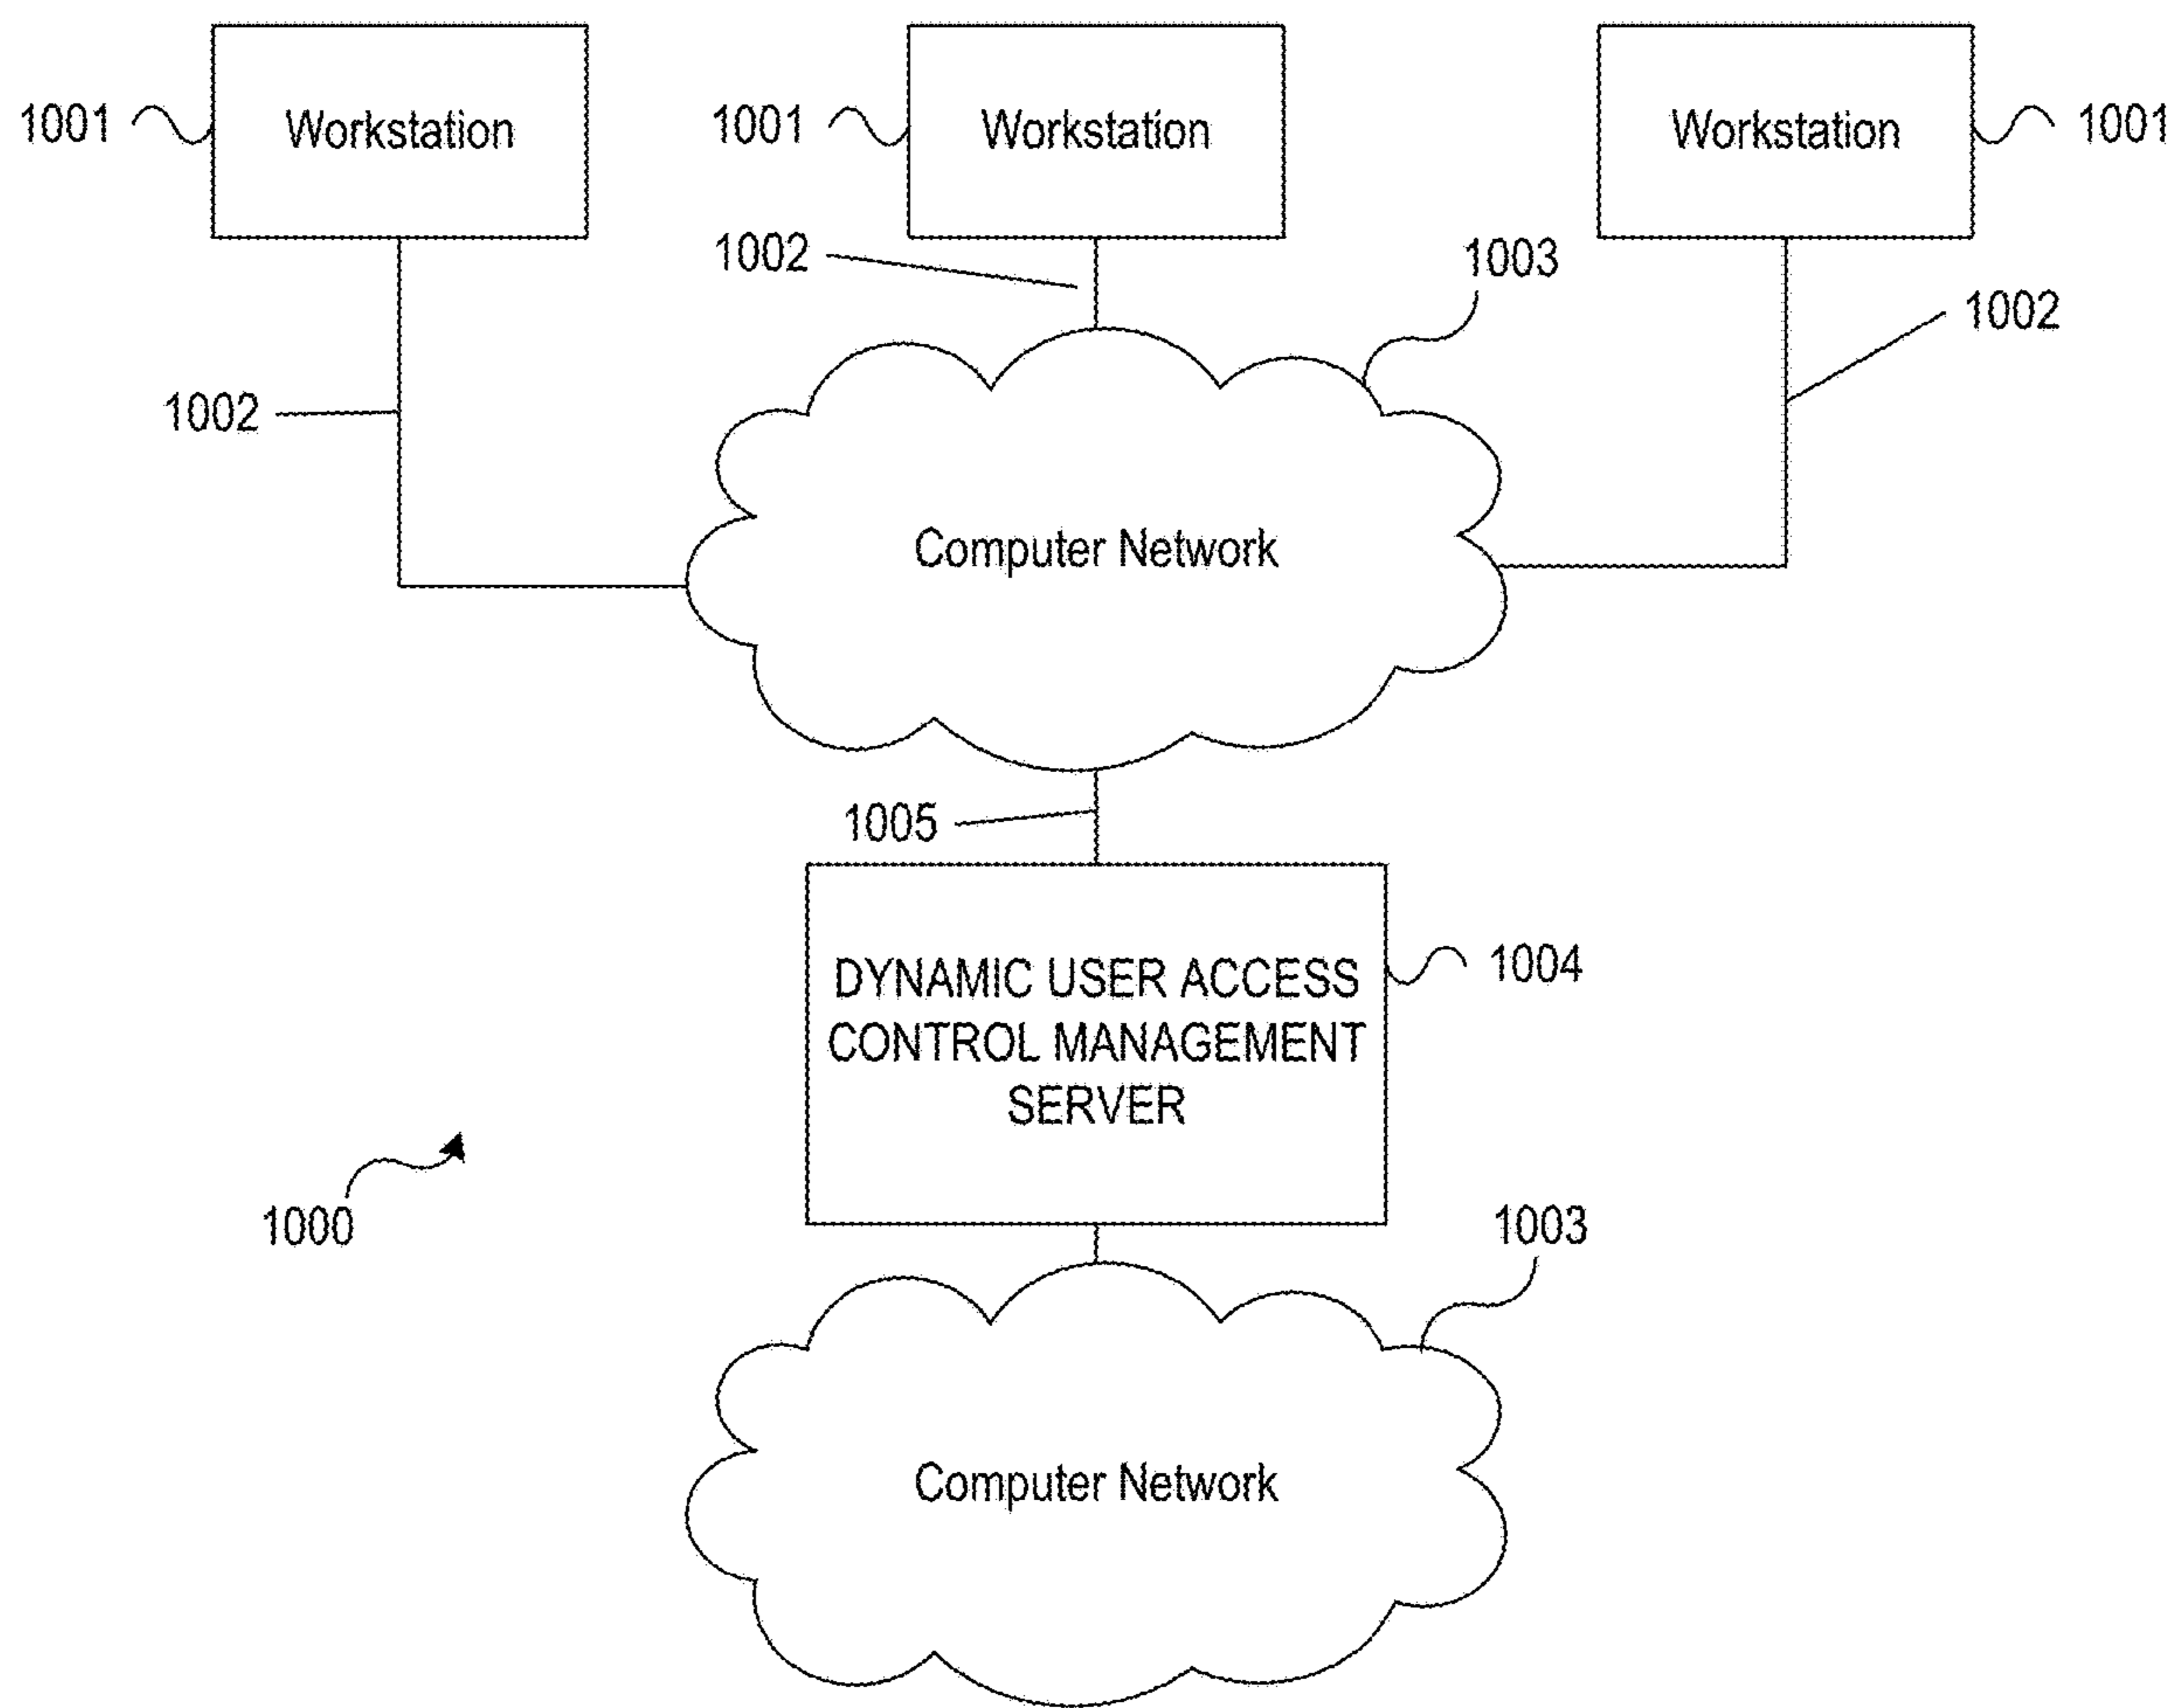 1001
Workstation
1001
Workstation
Workstation
1001
1002
1003
1002
1002
Computer Network
1005
DYNAMIC USER ACCESS
CONTROL MANAGEMENT
SERVER
1004
1000
1003
Computer Network